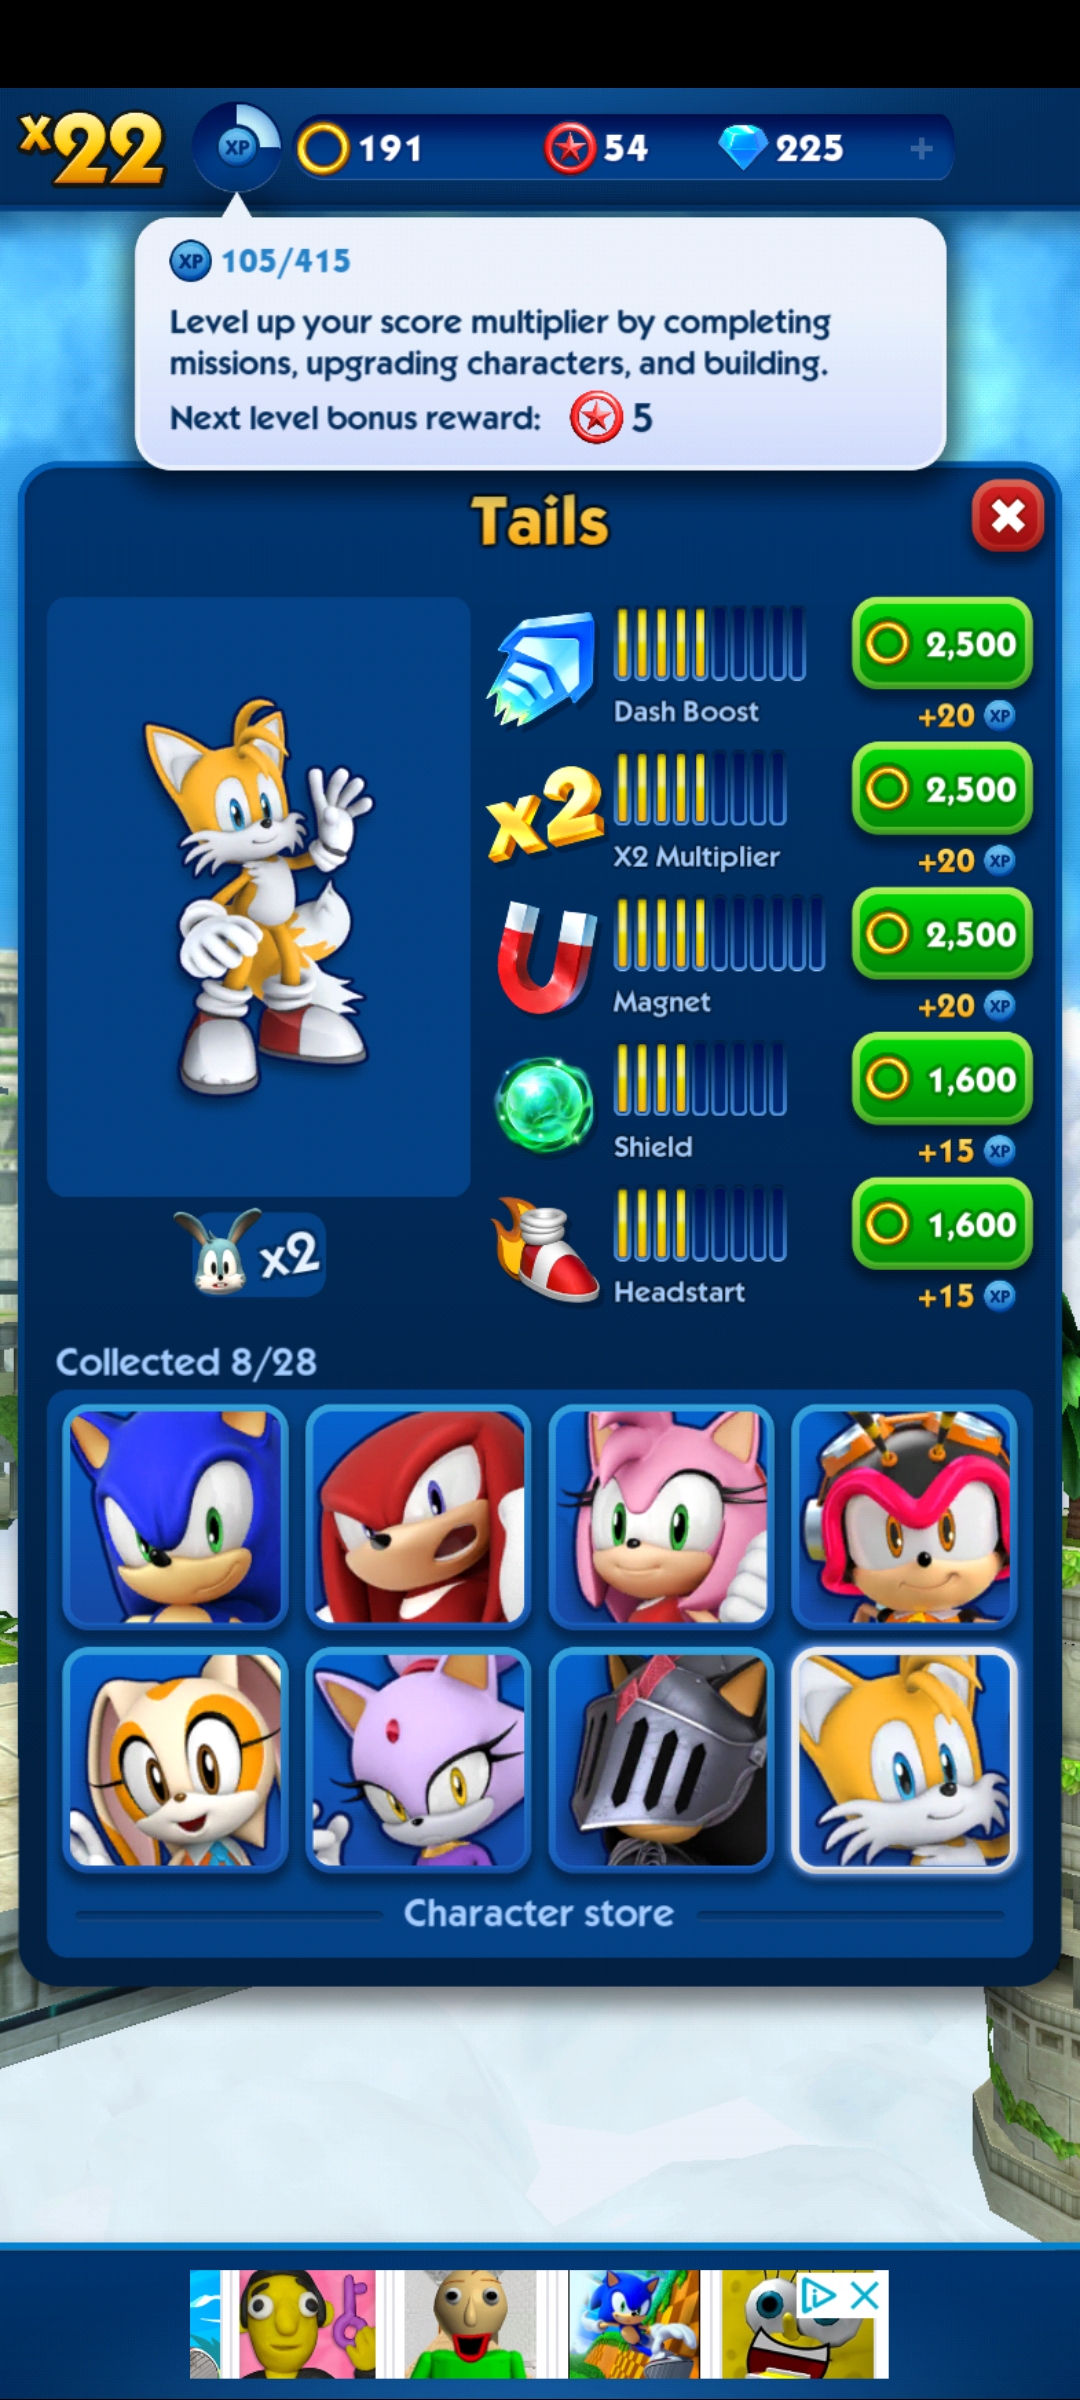 x22 XP 191 54 225 +
XP 105/415
Level up your score multiplier by completing
missions, upgrading characters, and building.
Next level bonus reward: 5
Tails
2,500
Dash Boost
+20 XP
x2
2,500
X2 Multiplier
+20 XP
2,500
Magnet
+20 XP
1,600
Shield
+15 XP
x2
1,600
Headstart
+15 XP
Collected 8/28
Character store